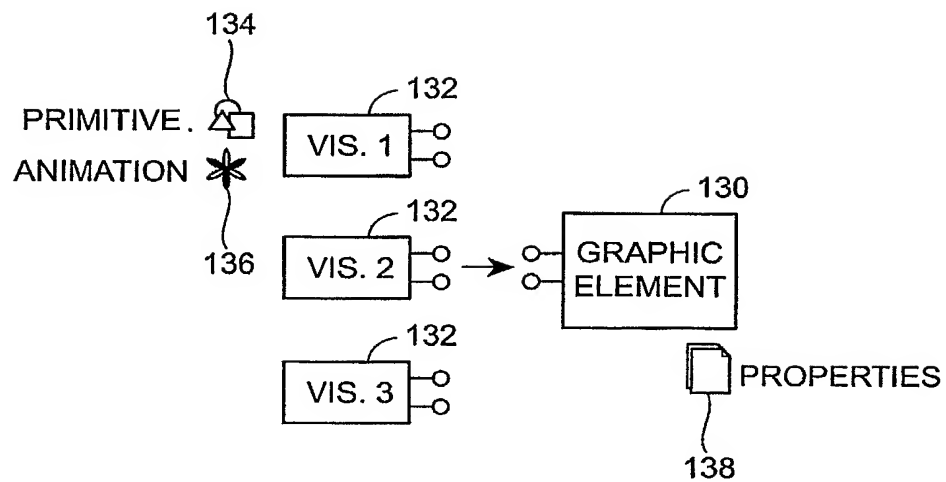 134
132
PRIMITIVE.
VIS. 1
ANIMATION
136
132
130
VIS. 2
GRAPHIC
ELEMENT
132
VIS. 3
PROPERTIES
138